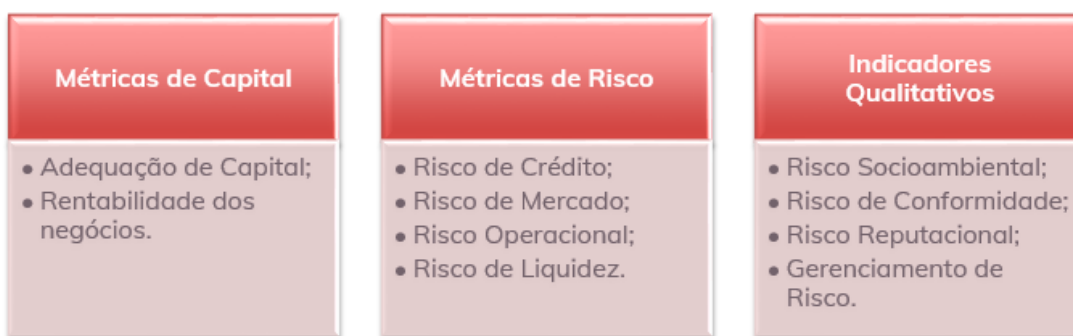 Métricas de Capital
• Adequação de Capital;
• Rentabilidade dos
negócios.
Métricas de Risco
• Risco de Crédito;
• Risco de Mercado;
• Risco Operacional;
• Risco de Liquidez.
Indicadores
Qualitativos
• Risco Socioambiental;
• Risco de Conformidade;
• Risco Reputacional;
• Gerenciamento de
Risco.